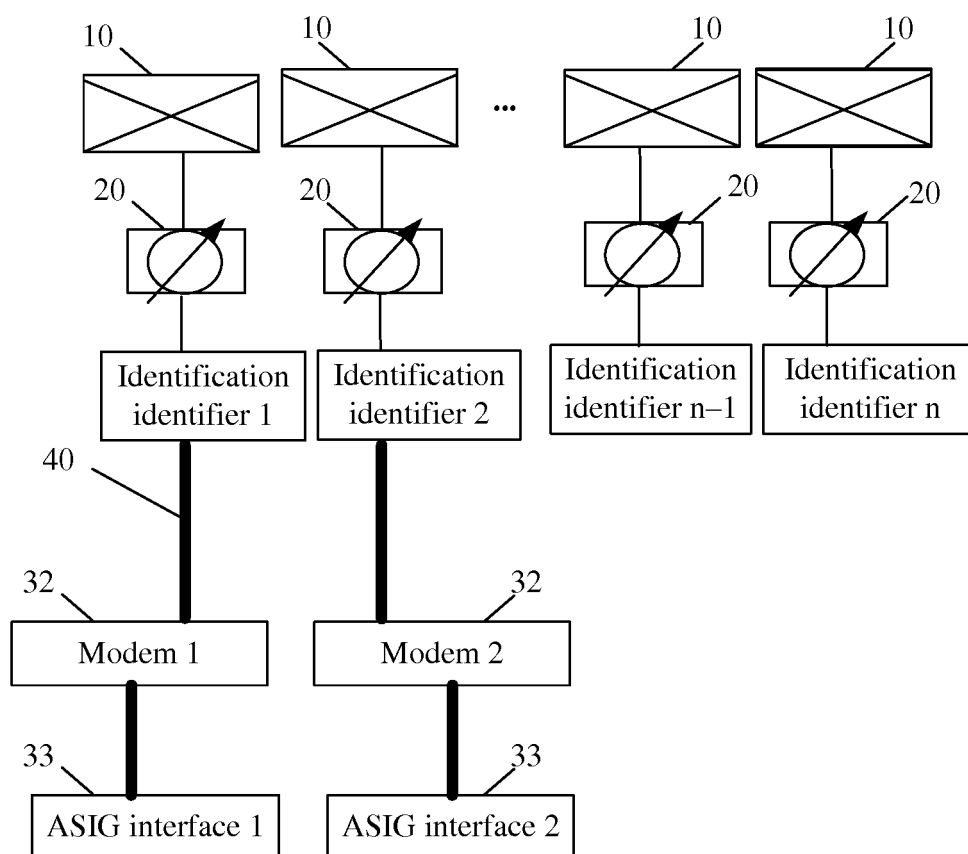 10 10 10 10
...
20 20 20 20
Identification Identification Identification Identification
identifier 1 identifier 2 identifier n–1 identifier n
40
32 32
Modem 1 Modem 2
33 33
ASIG interface 1 ASIG interface 2